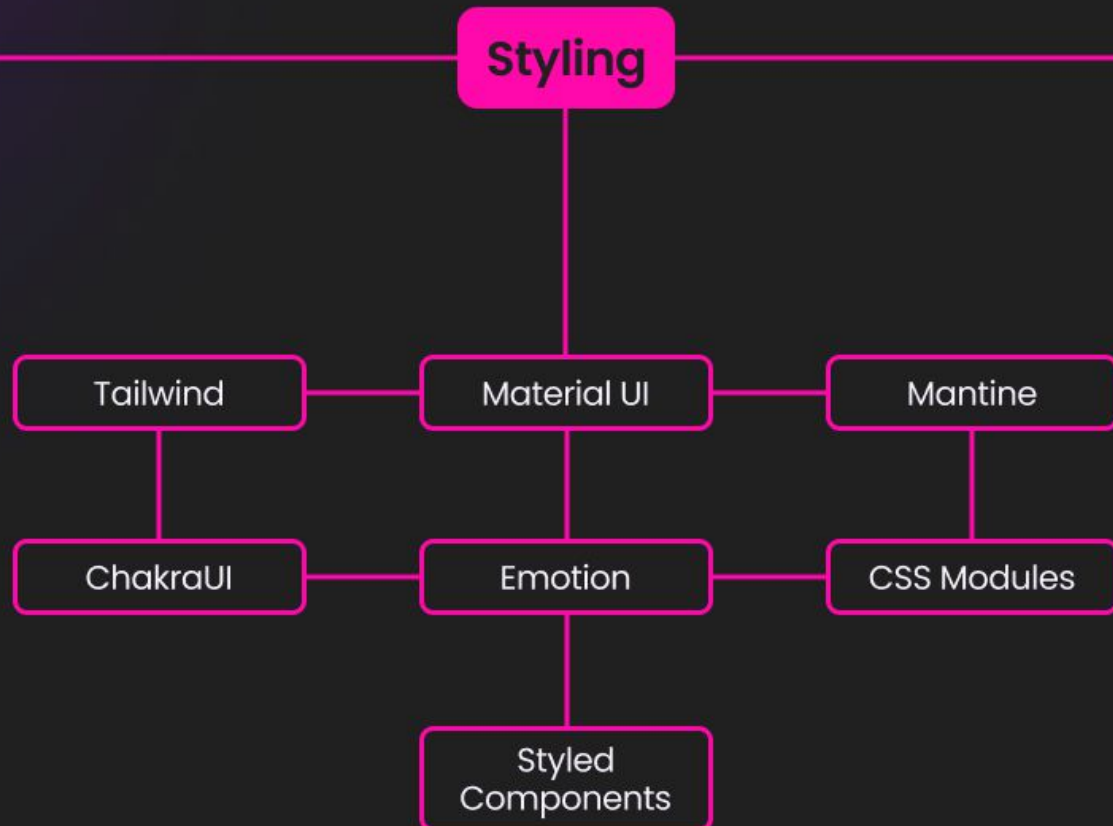 Styling
Tailwind
Material UI
Mantine
ChakraUI
Emotion
CSS Modules
Styled
Components